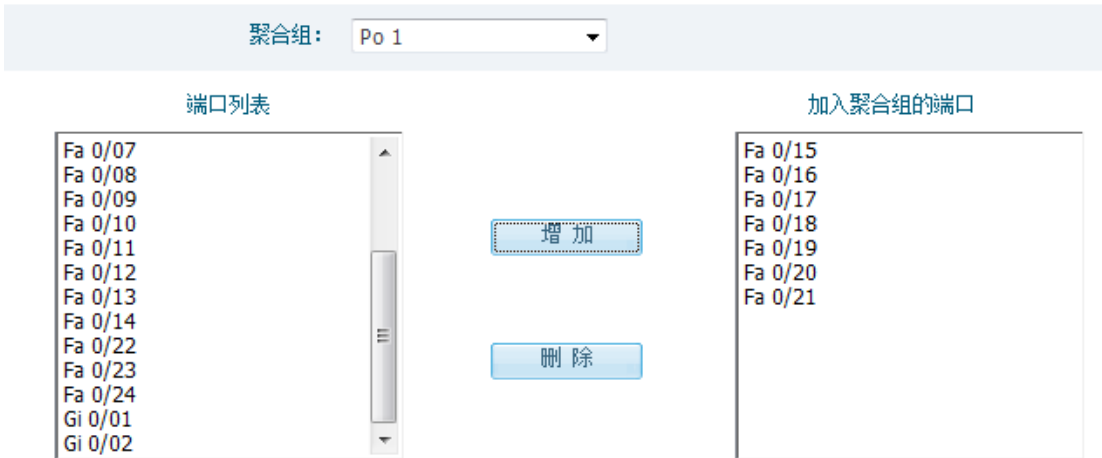 聚合组： Po 1
端口列表
加入聚合组的端口
Fa 0/07
Fa 0/08
Fa 0/09
Fa 0/10
Fa 0/11
Fa 0/12
Fa 0/13
Fa 0/14
Fa 0/22
Fa 0/23
Fa 0/24
Gi 0/01
Gi 0/02
增 加
删 除
Fa 0/15
Fa 0/16
Fa 0/17
Fa 0/18
Fa 0/19
Fa 0/20
Fa 0/21